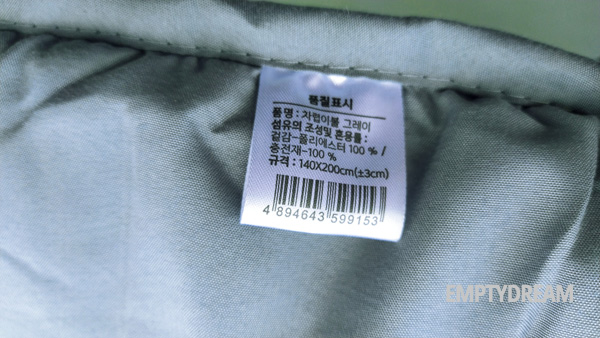 품질표시
품명 : 차렵이불 그레이
섬유의 조성및 혼용률 :
겉감-폴리에스터 100 % /
충전재-100 %
규격 : 140X200cm(±3cm)
4 894643 599153
EMPTYDREAM